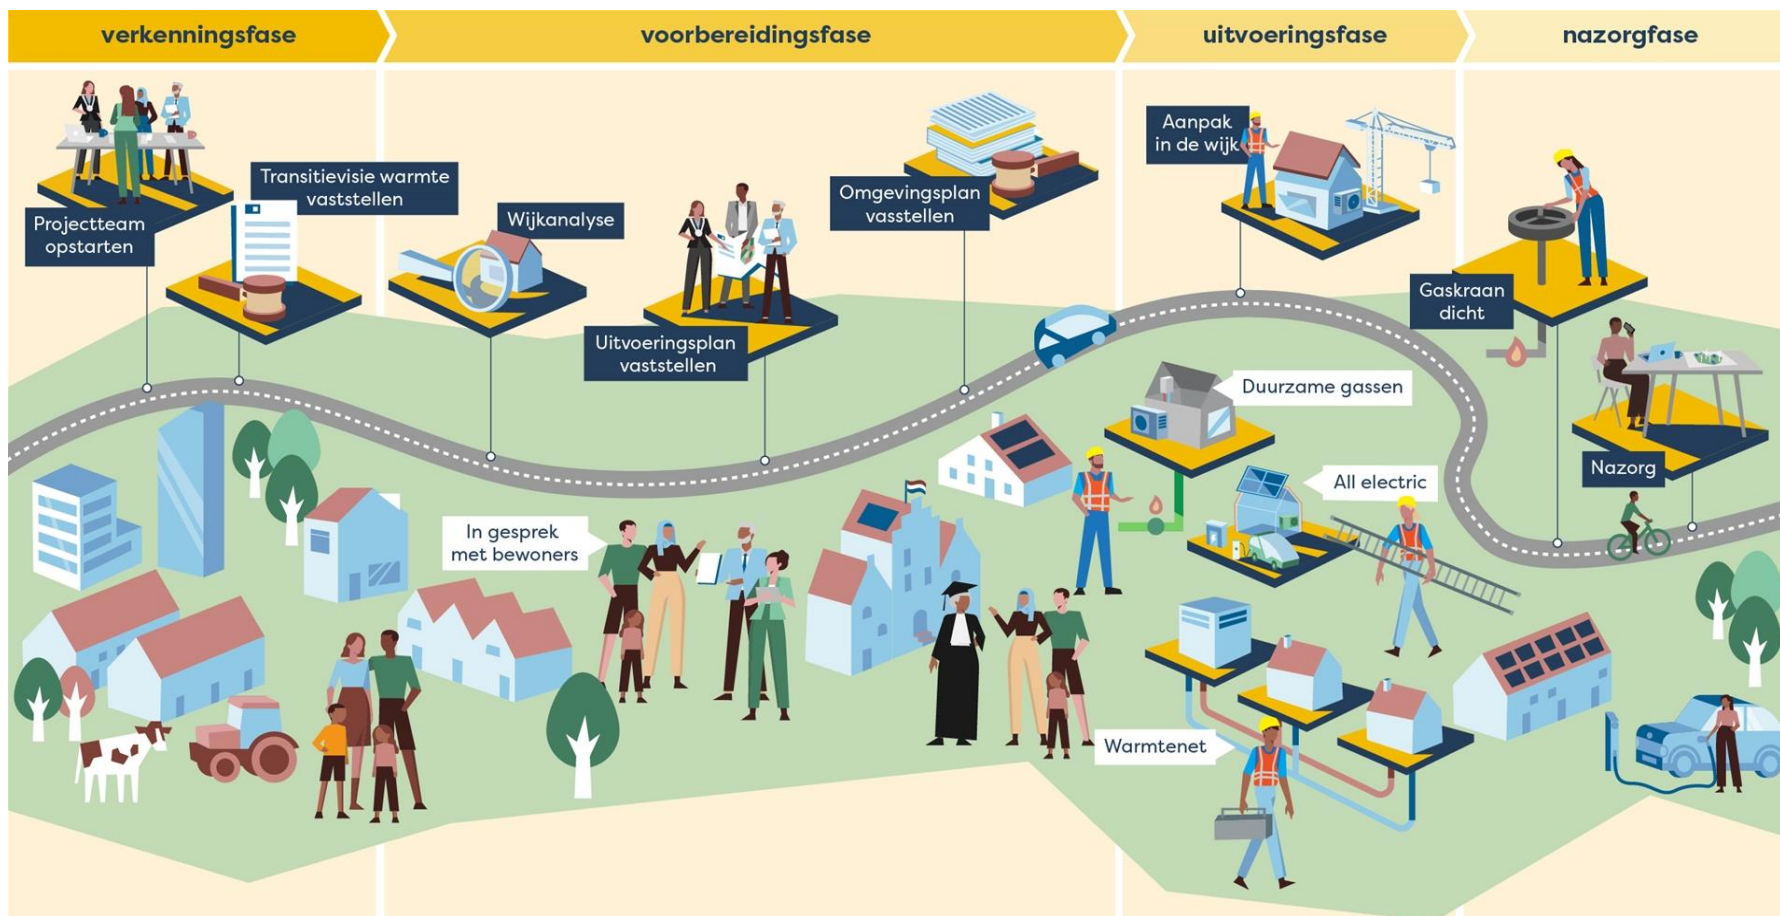 verkenningsfase
voorbereidingsfase
uitvoeringsfase
nazorgfase
Projectteam
opstarten
Transitievisie warmte
vaststellen
Wijkanalyse
Uitvoeringsplan
vaststellen
Omgevingsplan
vasstellen
Aanpak
in de wijk
Gaskraan
dicht
Nazorg
Duurzame gassen
All electric
In gesprek
met bewoners
Warmtenet